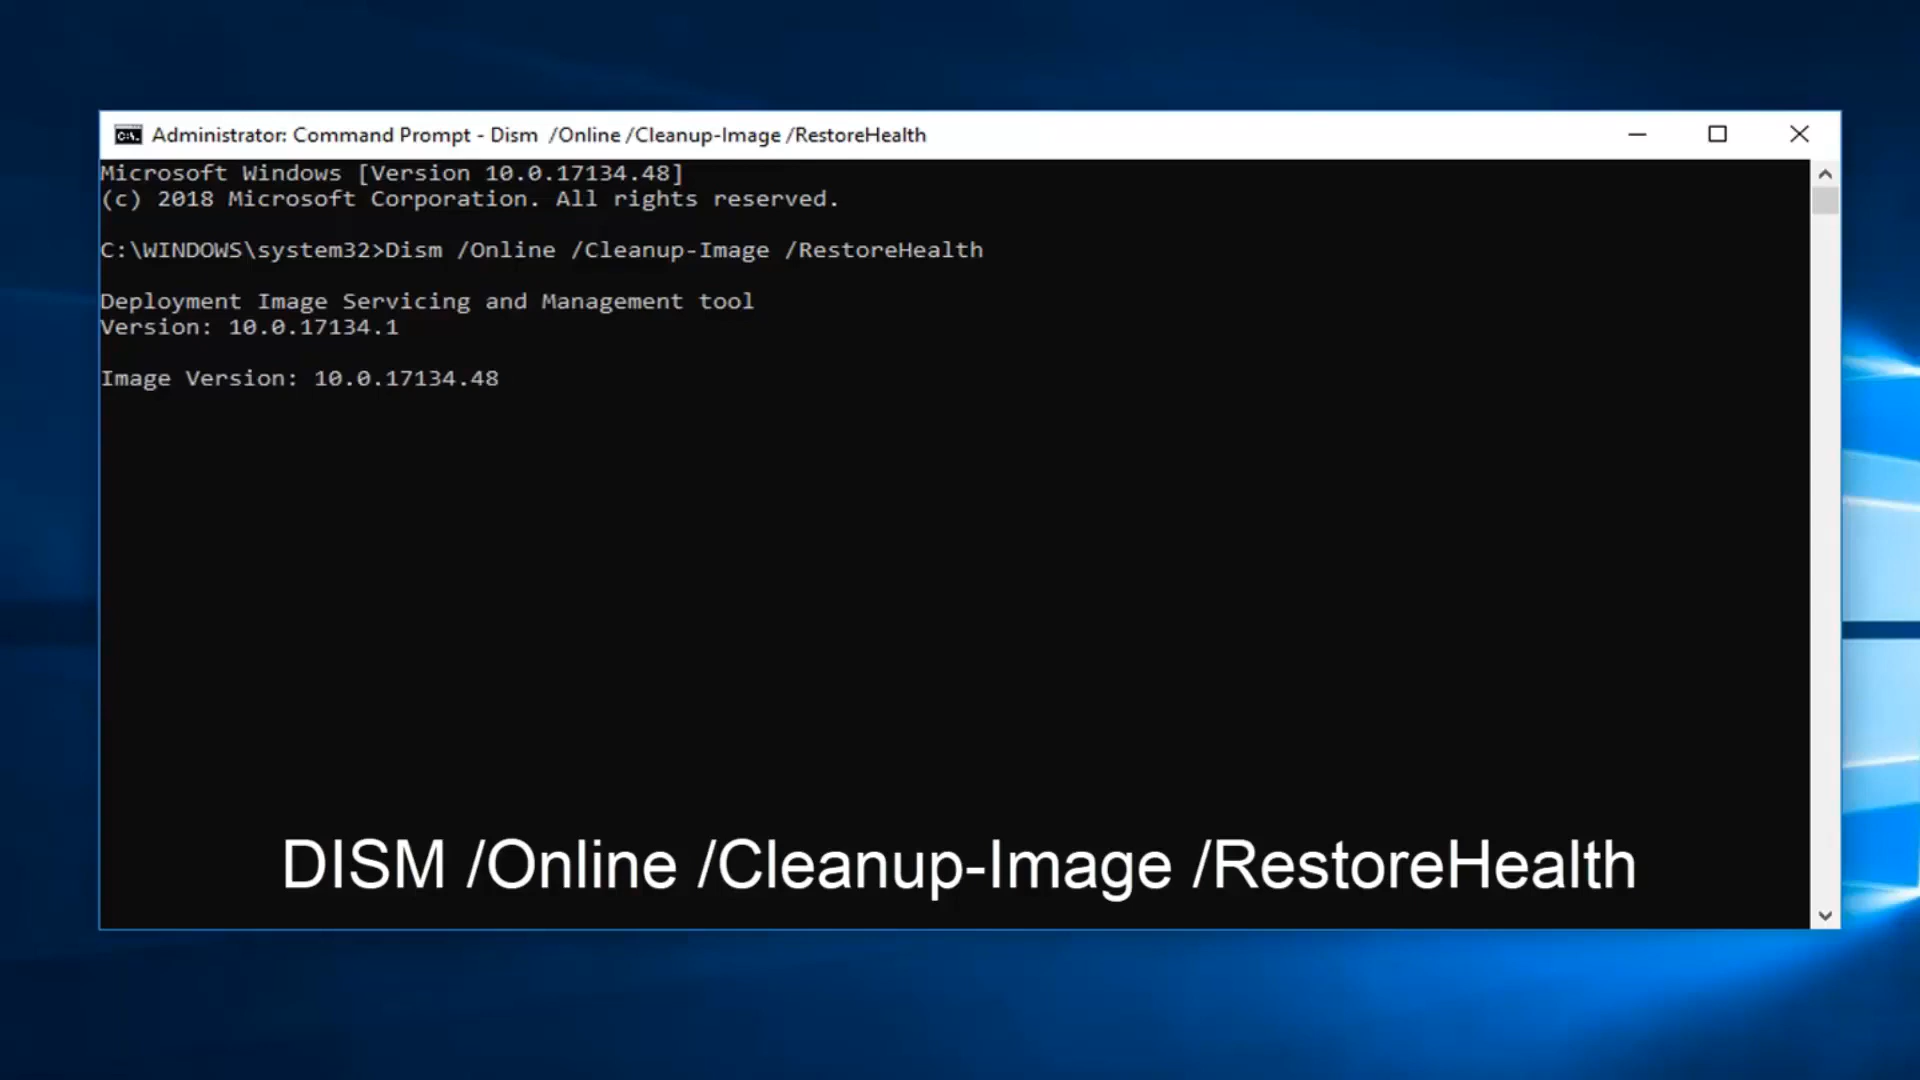 Administrator: Command Prompt - Dism  /Online /Cleanup-Image /RestoreHealth
Microsoft Windows [Version 10.0.17134.48]
(c) 2018 Microsoft Corporation. All rights reserved.
C:\WINDOWS\system32>Dism /Online /Cleanup-Image /RestoreHealth
Deployment Image Servicing and Management tool
Version: 10.0.17134.1
Image Version: 10.0.17134.48
DISM /Online /Cleanup-Image /RestoreHealth